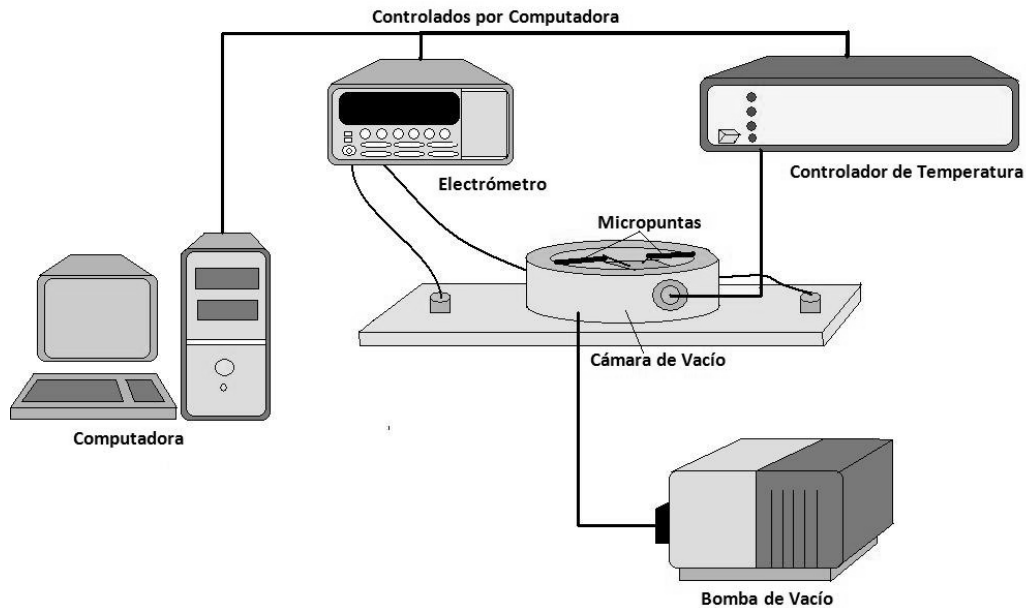 Controlados por Computadora
Electrómetro
Controlador de Temperatura
Micropuntas
Cámara de Vacío
Computadora
Bomba de Vacío